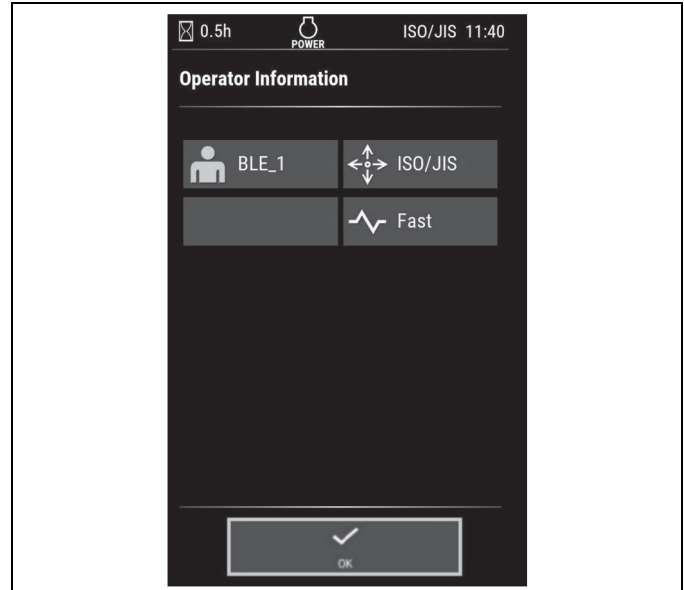 0.5h POWER ISO/JIS 11:40
Operator Information
BLE_1 ISO/JIS
Fast
OK